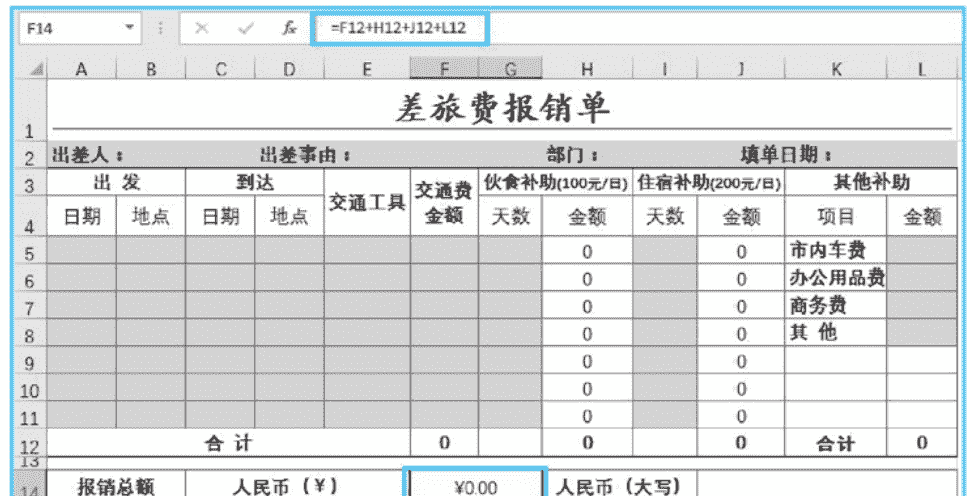 F14 fx =F12+H12+J12+L12
A B C D E F G H I J K L
1 差旅费报销单
2 出差人： 出差事由： 部门： 填单日期：
3 出 发 到达 交通工具 交通费金额 伙食补助(100元/日) 住宿补助(200元/日) 其他补助
4 日期 地点 日期 地点 天数 金额 天数 金额 项目 金额
5 0 0 市内车费
6 0 0 办公用品费
7 0 0 商务费
8 0 0 其 他
9 0 0
10 0 0
11 0 0
12 合 计 0 0 0 合计 0
13
14 报销总额 人民币（¥） ¥0.00 人民币（大写）